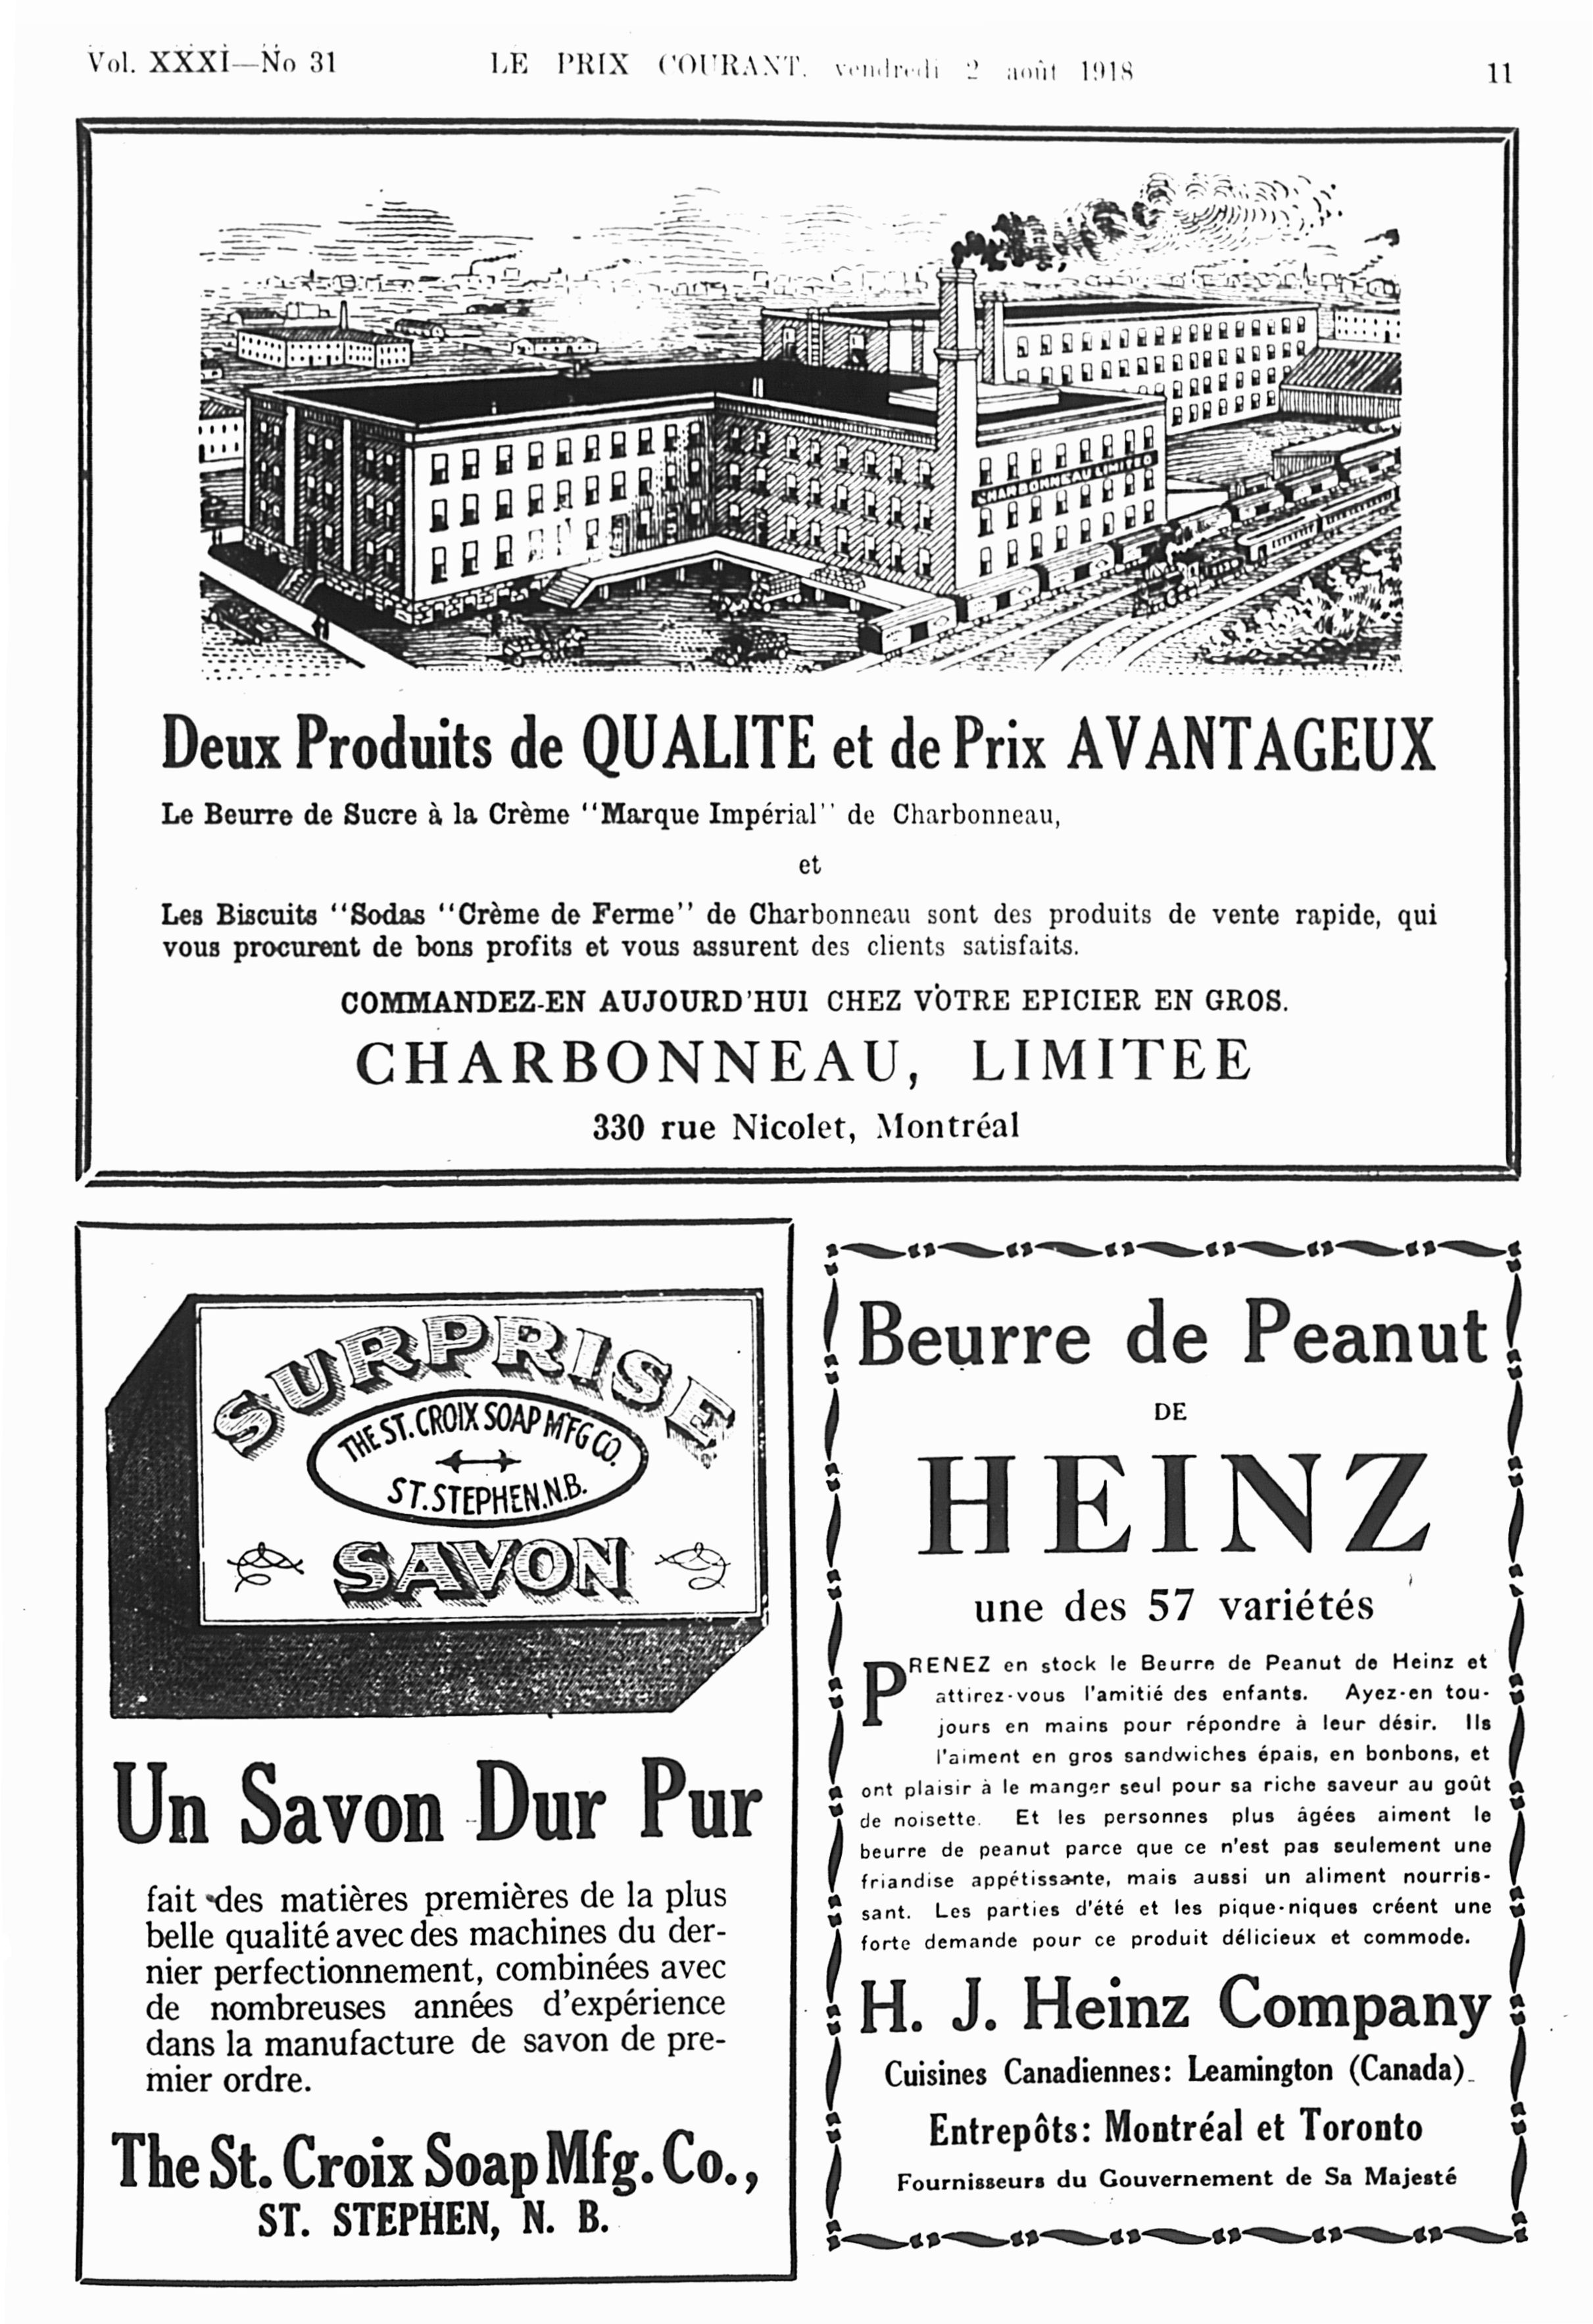 Vol. XXXI—No 31 LE PRIX COURANT, vendredi 2 août 1918 11
CHARBONNEAU LIMITED
Deux Produits de QUALITE et de Prix AVANTAGEUX
Le Beurre de Sucre à la Crème "Marque Impérial" de Charbonneau,
et
Les Biscuits "Sodas "Crème de Ferme" de Charbonneau sont des produits de vente rapide, qui
vous procurent de bons profits et vous assurent des clients satisfaits.
COMMANDEZ-EN AUJOURD'HUI CHEZ VOTRE EPICIER EN GROS.
CHARBONNEAU, LIMITEE
330 rue Nicolet, Montréal
SURPRISE
THE ST. CROIX SOAP M'F'G CO.
ST. STEPHEN. N.B.
SAVON
Un Savon Dur Pur
fait des matières premières de la plus
belle qualité avec des machines du der-
nier perfectionnement, combinées avec
de nombreuses années d'expérience
dans la manufacture de savon de pre-
mier ordre.
The St. Croix Soap Mfg. Co.,
ST. STEPHEN, N. B.
Beurre de Peanut
DE
HEINZ
une des 57 variétés
PRENEZ en stock le Beurre de Peanut de Heinz et
attirez-vous l'amitié des enfants. Ayez-en tou-
jours en mains pour répondre à leur désir. Ils
l'aiment en gros sandwiches épais, en bonbons, et
ont plaisir à le manger seul pour sa riche saveur au goût
de noisette. Et les personnes plus âgées aiment le
beurre de peanut parce que ce n'est pas seulement une
friandise appétissante, mais aussi un aliment nourris-
sant. Les parties d'été et les pique-niques créent une
forte demande pour ce produit délicieux et commode.
H. J. Heinz Company
Cuisines Canadiennes: Leamington (Canada)
Entrepôts: Montréal et Toronto
Fournisseurs du Gouvernement de Sa Majesté